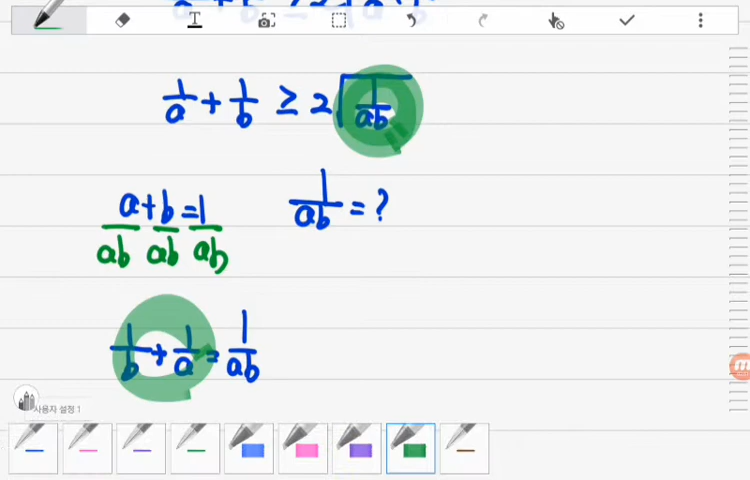 1/a + 1/b ≥ 2√(1/ab)
a+b=1 1/ab = ?
ab ab ab
1/b + 1/a = 1/ab
사용자 설정 1